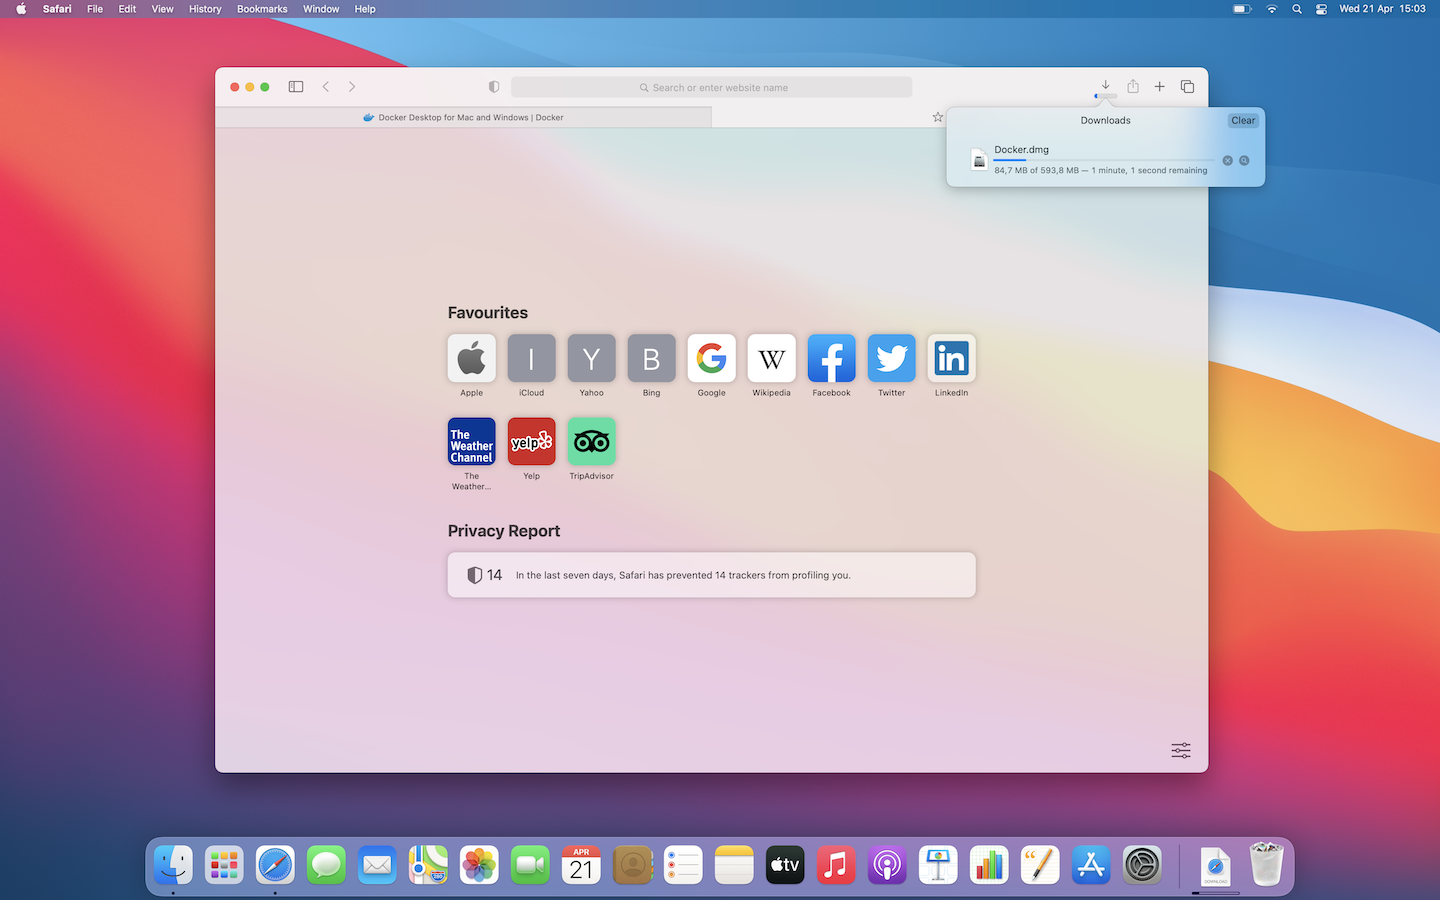 Safari File Edit View History Bookmarks Window Help Wed 21 Apr 15:03
Search or enter website name
Docker Desktop for Mac and Windows | Docker
Downloads Clear
Docker.dmg
84,7 MB of 593,8 MB — 1 minute, 1 second remaining
Favourites
I Y B G W f in
Apple iCloud Yahoo Bing Google Wikipedia Facebook Twitter LinkedIn
The
Weather
Channel
yelp
The
Weather...
Yelp TripAdvisor
Privacy Report
14 In the last seven days, Safari has prevented 14 trackers from profiling you.
APR
21
tv
DOWNLOAD